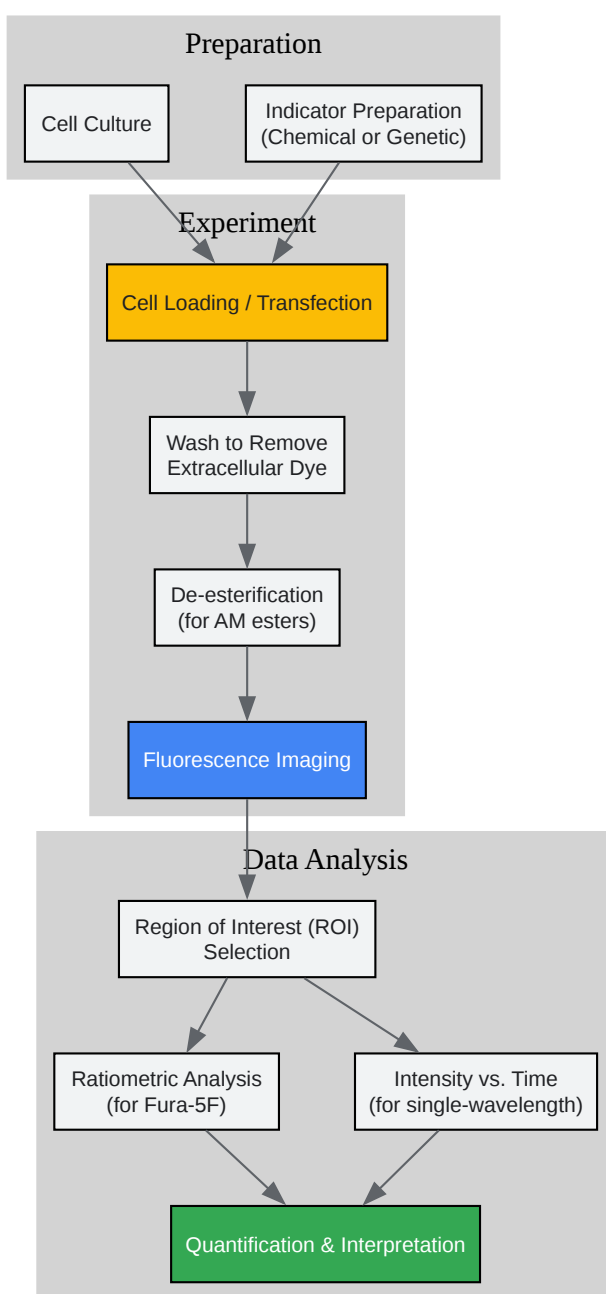 Preparation
Cell Culture
Indicator Preparation
(Chemical or Genetic)
Experiment
Cell Loading / Transfection
Wash to Remove
Extracellular Dye
De-esterification
(for AM esters)
Fluorescence Imaging
Data Analysis
Region of Interest (ROI)
Selection
Ratiometric Analysis
(for Fura-5F)
Intensity vs. Time
(for single-wavelength)
Quantification & Interpretation